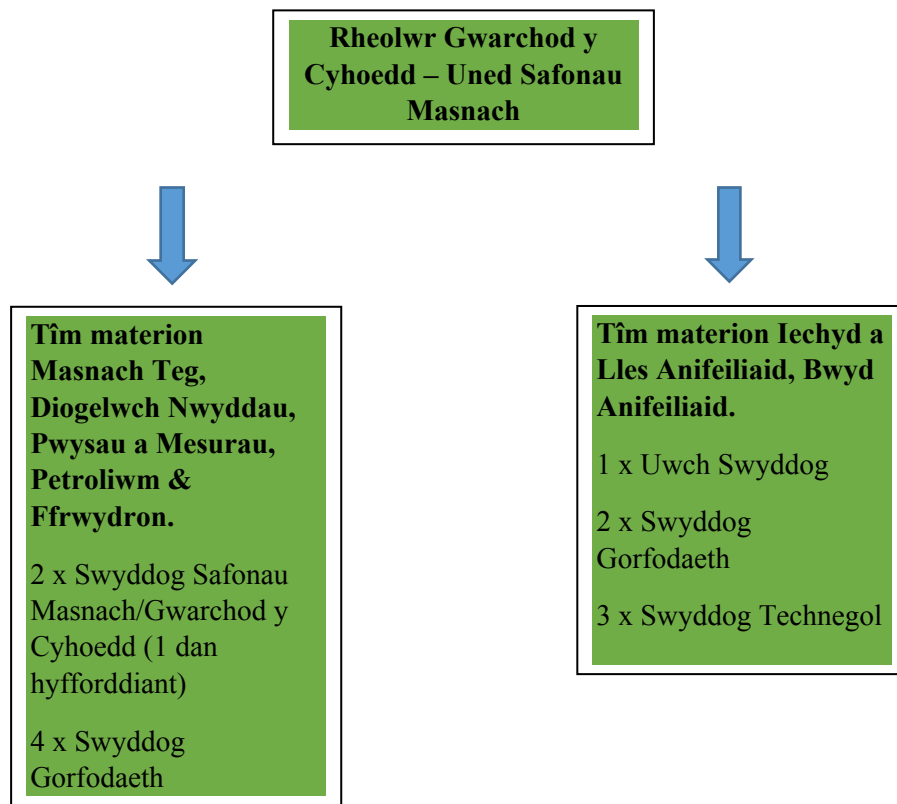 Rheolwr Gwarchod y
Cyhoedd – Uned Safonau
Masnach
Tîm materion
Masnach Teg,
Diogelwch Nwyddau,
Pwysau a Mesurau,
Petroliwm &
Ffrwydron.
2 x Swyddog Safonau
Masnach/Gwarchod y
Cyhoedd (1 dan
hyfforddiant)
4 x Swyddog
Gorfodaeth
Tîm materion Iechyd a
Lles Anifeiliaid, Bwyd
Anifeiliaid.
1 x Uwch Swyddog
2 x Swyddog
Gorfodaeth
3 x Swyddog Technegol